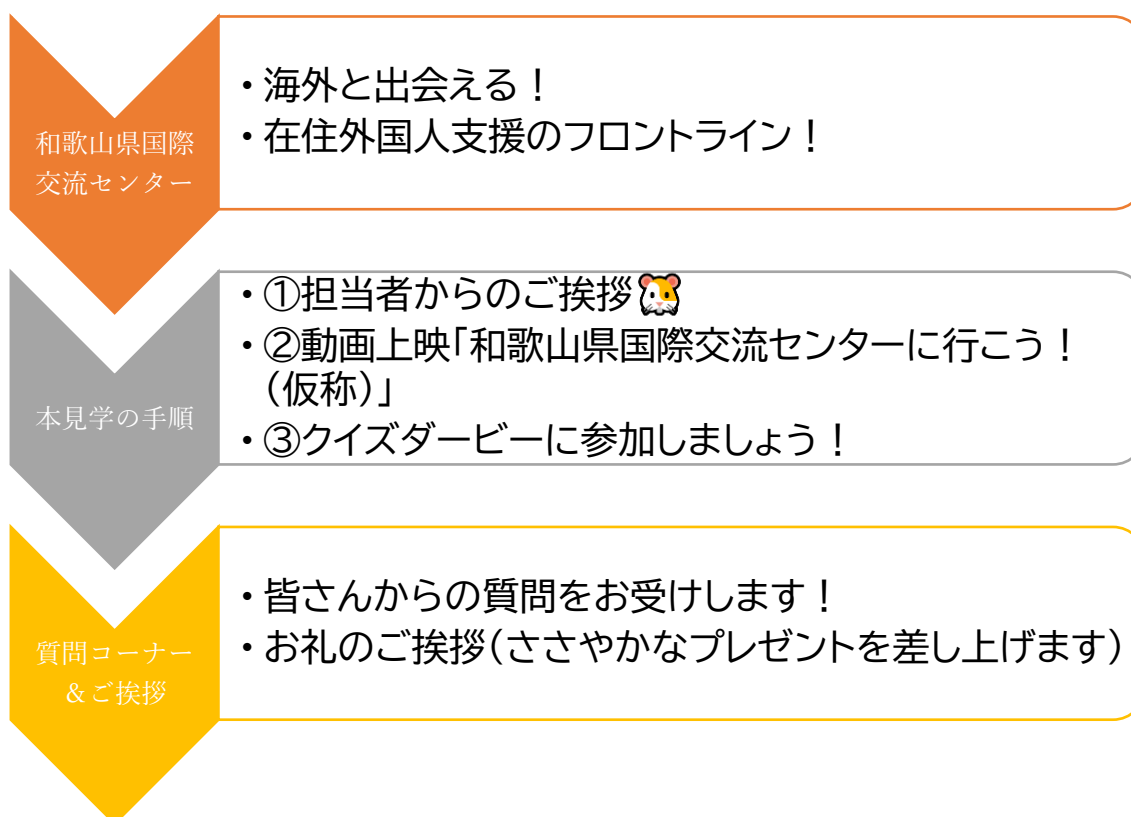 和歌山県国際
交流センター
・海外と出会える！
・在住外国人支援のフロントライン！
本見学の手順
・①担当者からのご挨拶🐹
・②動画上映「和歌山県国際交流センターに行こう！
（仮称）」
・③クイズダービーに参加しましょう！
質問コーナー
＆ご挨拶
・皆さんからの質問をお受けします！
・お礼のご挨拶（ささやかなプレゼントを差し上げます）